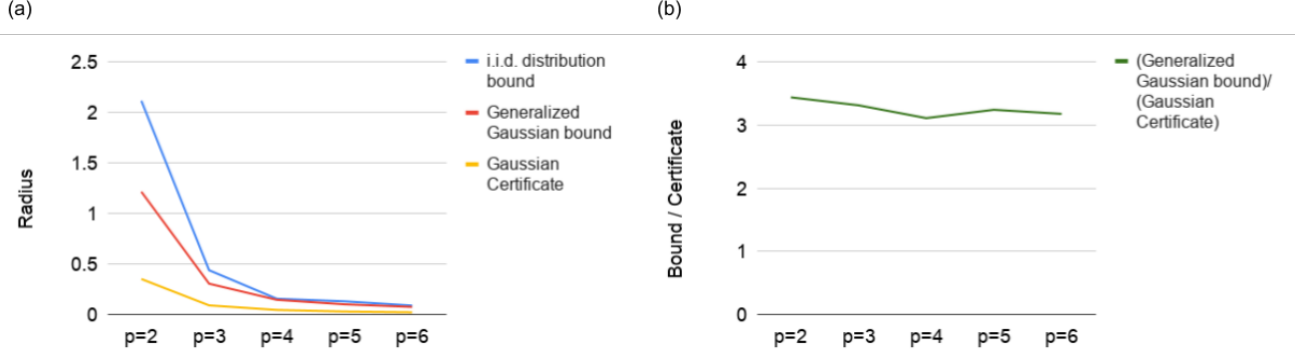 (a)
2.5
2
1.5
1
0.5
0
Radius
p=2 p=3 p=4 p=5 p=6
i.i.d. distribution
bound
Generalized
Gaussian bound
Gaussian
Certificate
(b)
4
3
2
1
0
Bound / Certificate
p=2 p=3 p=4 p=5 p=6
(Generalized
Gaussian bound)/
(Gaussian
Certificate)